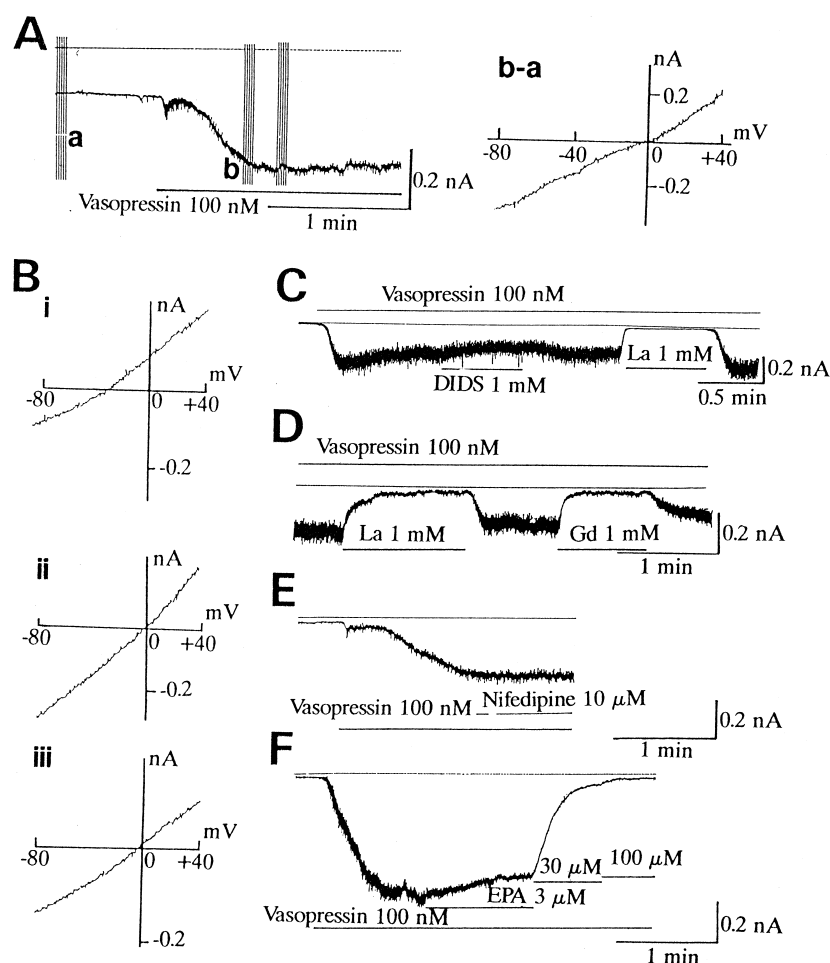 A
a
b
Vasopressin 100 nM
1 min
0.2 nA
b-a
nA
0.2
mV
-80
-40
0
+40
-0.2
B
i
nA
mV
-80
0
+40
-0.2
ii
nA
mV
-80
0
+40
-0.2
iii
nA
mV
-80
0
+40
-0.2
C
Vasopressin 100 nM
La 1 mM
DIDS 1 mM
0.2 nA
0.5 min
D
Vasopressin 100 nM
La 1 mM
Gd 1 mM
0.2 nA
1 min
E
Nifedipine 10 µM
Vasopressin 100 nM
0.2 nA
1 min
F
30 µM
100 µM
EPA 3 µM
Vasopressin 100 nM
0.2 nA
1 min